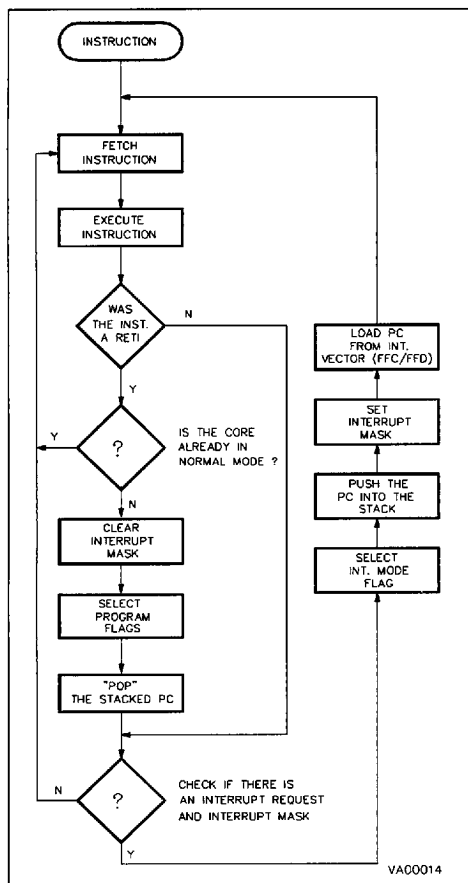 INSTRUCTION
FETCH
INSTRUCTION
EXECUTE
INSTRUCTION
WAS
THE INST.
A RETI
N
Y
?
IS THE CORE
ALREADY IN
NORMAL MODE ?
Y
N
CLEAR
INTERRUPT
MASK
SELECT
PROGRAM
FLAGS
"POP"
THE STACKED PC
?
CHECK IF THERE IS
AN INTERRUPT REQUEST
AND INTERRUPT MASK
N
Y
LOAD PC
FROM INT.
VECTOR (FFC/FFD)
SET
INTERRUPT
MASK
PUSH THE
PC INTO THE
STACK
SELECT
INT. MODE
FLAG
VA00014